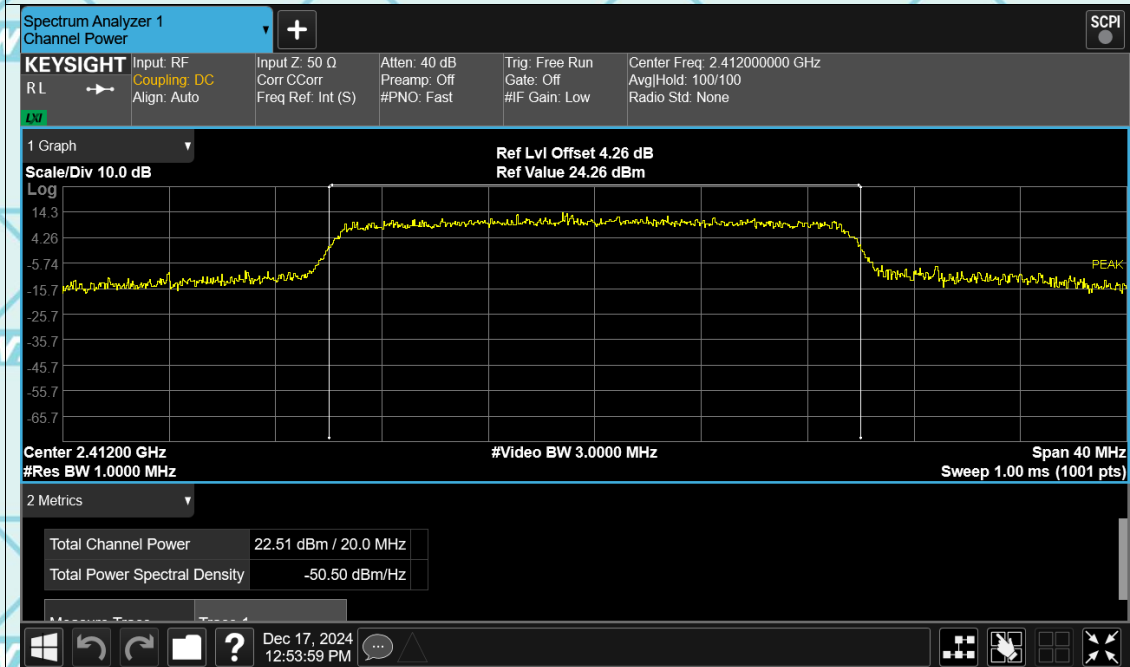 Spectrum Analyzer 1
Channel Power
+
SCPI
KEYSIGHT
R L
LXI
Input: RF
Coupling: DC
Align: Auto
Input Z: 50 Ω
Corr CCorr
Freq Ref: Int (S)
Atten: 40 dB
Preamp: Off
#PNO: Fast
Trig: Free Run
Gate: Off
#IF Gain: Low
Center Freq: 2.412000000 GHz
Avg|Hold: 100/100
Radio Std: None
1 Graph
Ref Lvl Offset 4.26 dB
Scale/Div 10.0 dB
Ref Value 24.26 dBm
Log
14.3
4.26
-5.74
PEAK
-15.7
-25.7
-35.7
-45.7
-55.7
-65.7
Center 2.41200 GHz
#Video BW 3.0000 MHz
Span 40 MHz
#Res BW 1.0000 MHz
Sweep 1.00 ms (1001 pts)
2 Metrics
Total Channel Power 22.51 dBm / 20.0 MHz
Total Power Spectral Density -50.50 dBm/Hz
Measure Trace Trace 1
?
Dec 17, 2024
12:53:59 PM